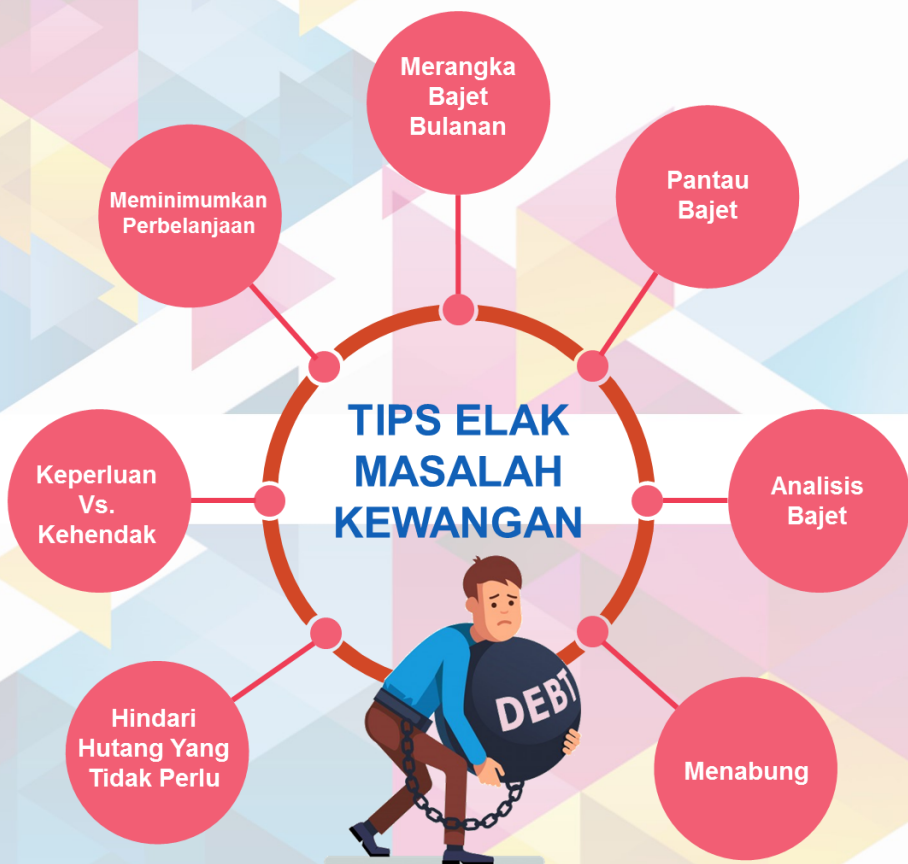 Merangka
Bajet
Bulanan
Pantau
Bajet
Meminimumkan
Perbelanjaan
TIPS ELAK
MASALAH
KEWANGAN
Keperluan
Vs.
Kehendak
Analisis
Bajet
Hindari
Hutang Yang
Tidak Perlu
DEBT
Menabung